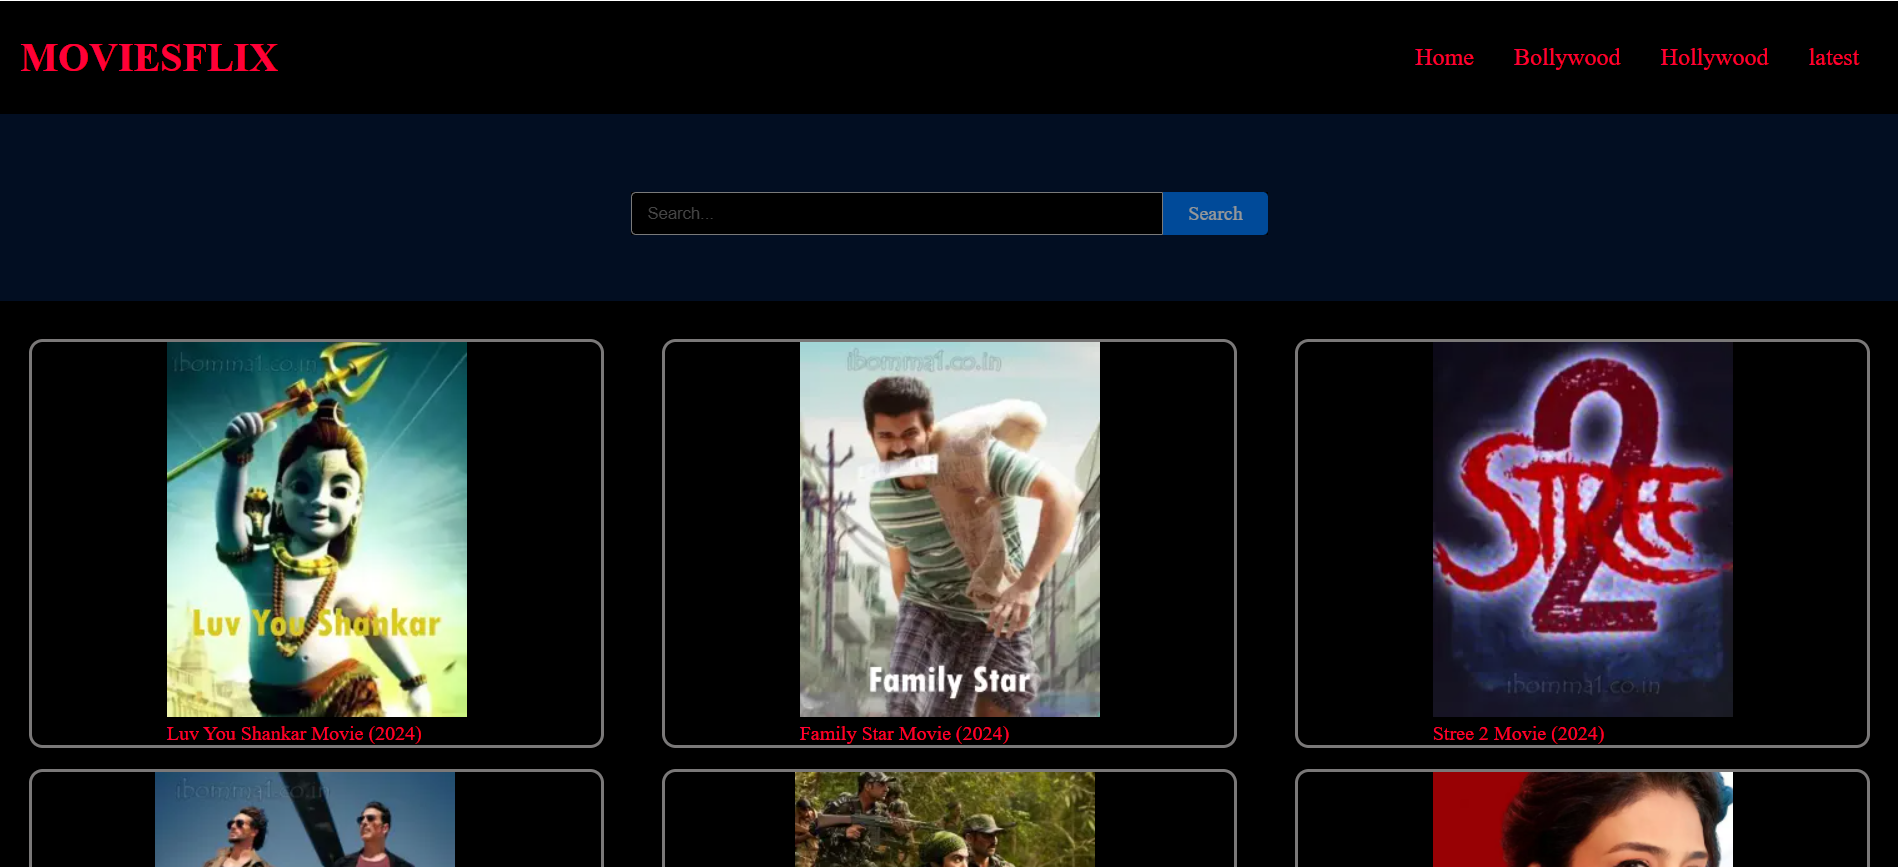 MOVIESFLIX
Home Bollywood Hollywood latest
Search... Search
ibomma1.co.in
Luv You Shankar
Luv You Shankar Movie (2024)
ibomma1.co.in
Family Star
Family Star Movie (2024)
STREE 2
ibomma1.co.in
Stree 2 Movie (2024)
ibomma1.co.in